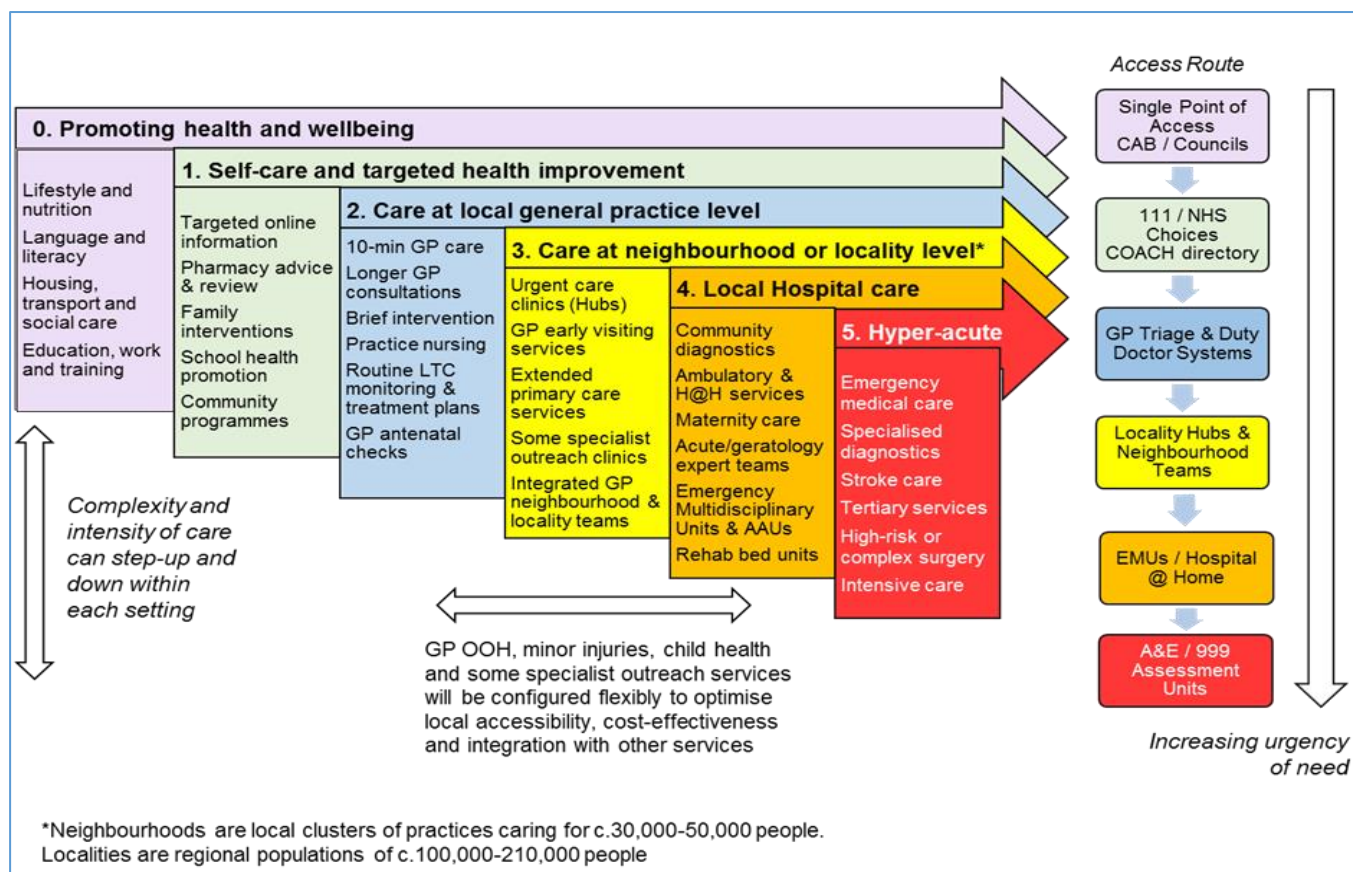 0. Promoting health and wellbeing
Lifestyle and
nutrition
Language and
literacy
Housing,
transport and
social care
Education, work
and training
1. Self-care and targeted health improvement
Targeted online
information
Pharmacy advice
& review
Family
interventions
School health
promotion
Community
programmes
2. Care at local general practice level
10-min GP care
Longer GP
consultations
Brief intervention
Practice nursing
Routine LTC
monitoring &
treatment plans
GP antenatal
checks
3. Care at neighbourhood or locality level*
Urgent care
clinics (Hubs)
GP early visiting
services
Extended
primary care
services
Some specialist
outreach clinics
Integrated GP
neighbourhood &
locality teams
4. Local Hospital care
Community
diagnostics
Ambulatory &
H@H services
Maternity care
Acute/geratology
expert teams
Emergency
Multidisciplinary
Units & AAUs
Rehab bed units
5. Hyper-acute
Emergency
medical care
Specialised
diagnostics
Stroke care
Tertiary services
High-risk or
complex surgery
Intensive care
Complexity and
intensity of care
can step-up and
down within
each setting
GP OOH, minor injuries, child health
and some specialist outreach services
will be configured flexibly to optimise
local accessibility, cost-effectiveness
and integration with other services
Access Route
Single Point of
Access
CAB / Councils
111 / NHS
Choices
COACH directory
GP Triage & Duty
Doctor Systems
Locality Hubs &
Neighbourhood
Teams
EMUs / Hospital
@ Home
A&E / 999
Assessment
Units
Increasing urgency
of need
*Neighbourhoods are local clusters of practices caring for c.30,000-50,000 people.
Localities are regional populations of c.100,000-210,000 people